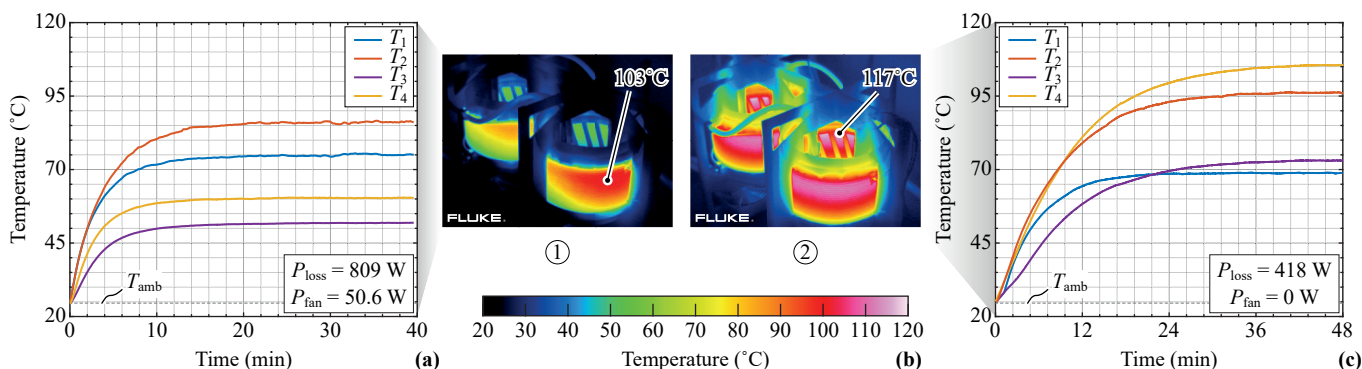 120
95
70
45
20
Temperature (˚C)
T1
T2
T3
T4
Tamb
Ploss = 809 W
Pfan = 50.6 W
0 10 20 30 40
Time (min)
(a)
103°C
FLUKE®
①
117°C
FLUKE®
②
20 30 40 50 60 70 80 90 100 110 120
Temperature (˚C)
(b)
120
95
70
45
20
Temperature (˚C)
T1
T2
T3
T4
Tamb
Ploss = 418 W
Pfan = 0 W
0 12 24 36 48
Time (min)
(c)